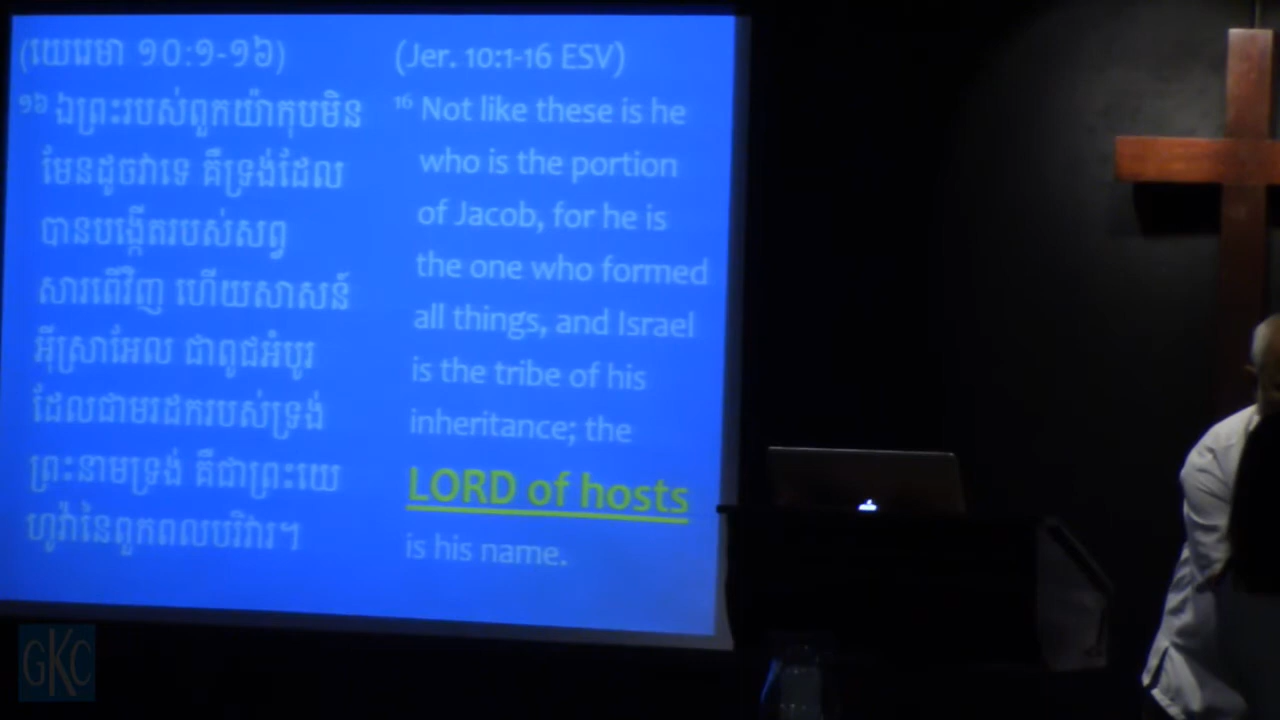 (យេរេមា ១០:១-១៦)
១៦ ឯព្រះរបស់ពួកយ៉ាកុបមិន
មែនដូចវាទេ គឺទ្រង់ដែល
បានបង្កើតរបស់សព្វ
សារពើវិញ ហើយសាសន៍
អ៊ីស្រាអែល ជាពូជអំបូរ
ដែលជាមរដករបស់ទ្រង់
ព្រះនាមទ្រង់ គឺជាព្រះយេ
ហូវ៉ានៃពួកពលបរិវារ។
(Jer. 10:1-16 ESV)
16 Not like these is he
who is the portion
of Jacob, for he is
the one who formed
all things, and Israel
is the tribe of his
inheritance; the
LORD of hosts
is his name.
GKC